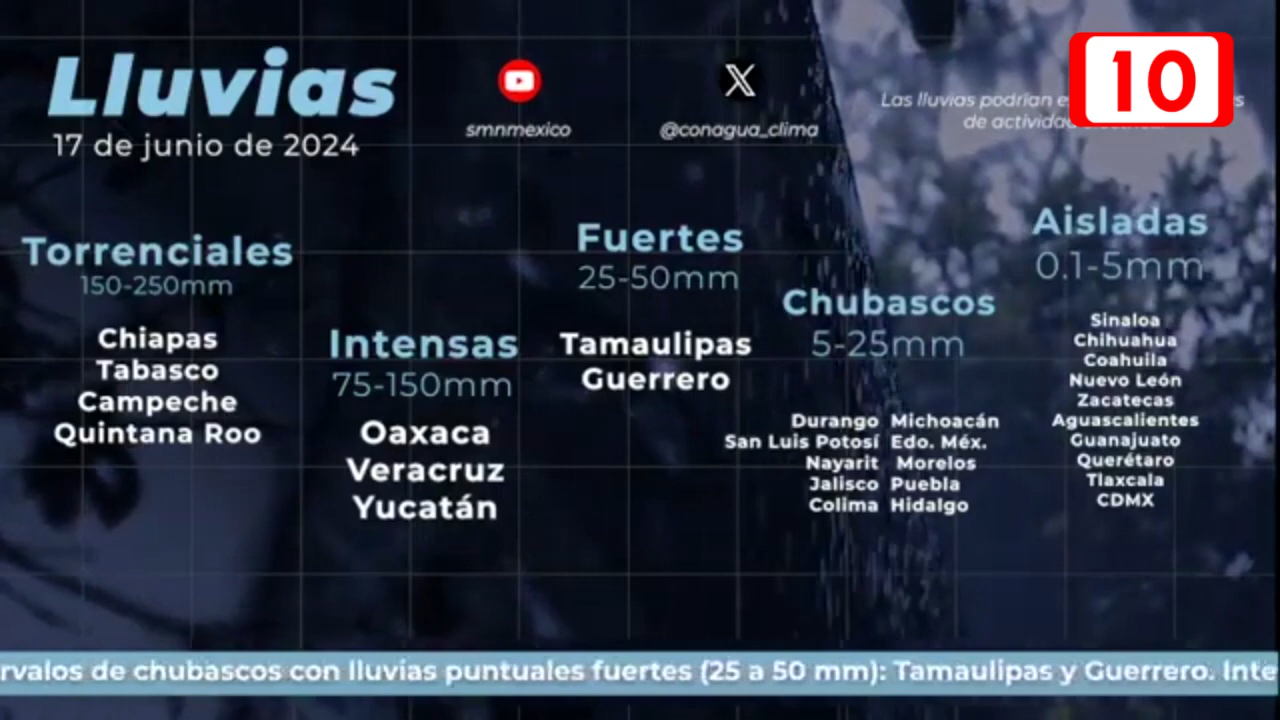 Lluvias
17 de junio de 2024
smnmexico
@conagua_clima
Las lluvias podrían
de actividad
10
Torrenciales
150-250mm
Chiapas
Tabasco
Campeche
Quintana Roo
Intensas
75-150mm
Oaxaca
Veracruz
Yucatán
Fuertes
25-50mm
Tamaulipas
Guerrero
Chubascos
5-25mm
Durango Michoacán
San Luis Potosí Edo. Méx.
Nayarit Morelos
Jalisco Puebla
Colima Hidalgo
Aisladas
0.1-5mm
Sinaloa
Chihuahua
Coahuila
Nuevo León
Zacatecas
Aguascalientes
Guanajuato
Querétaro
Tlaxcala
CDMX
rvalos de chubascos con lluvias puntuales fuertes (25 a 50 mm): Tamaulipas y Guerrero. Inte